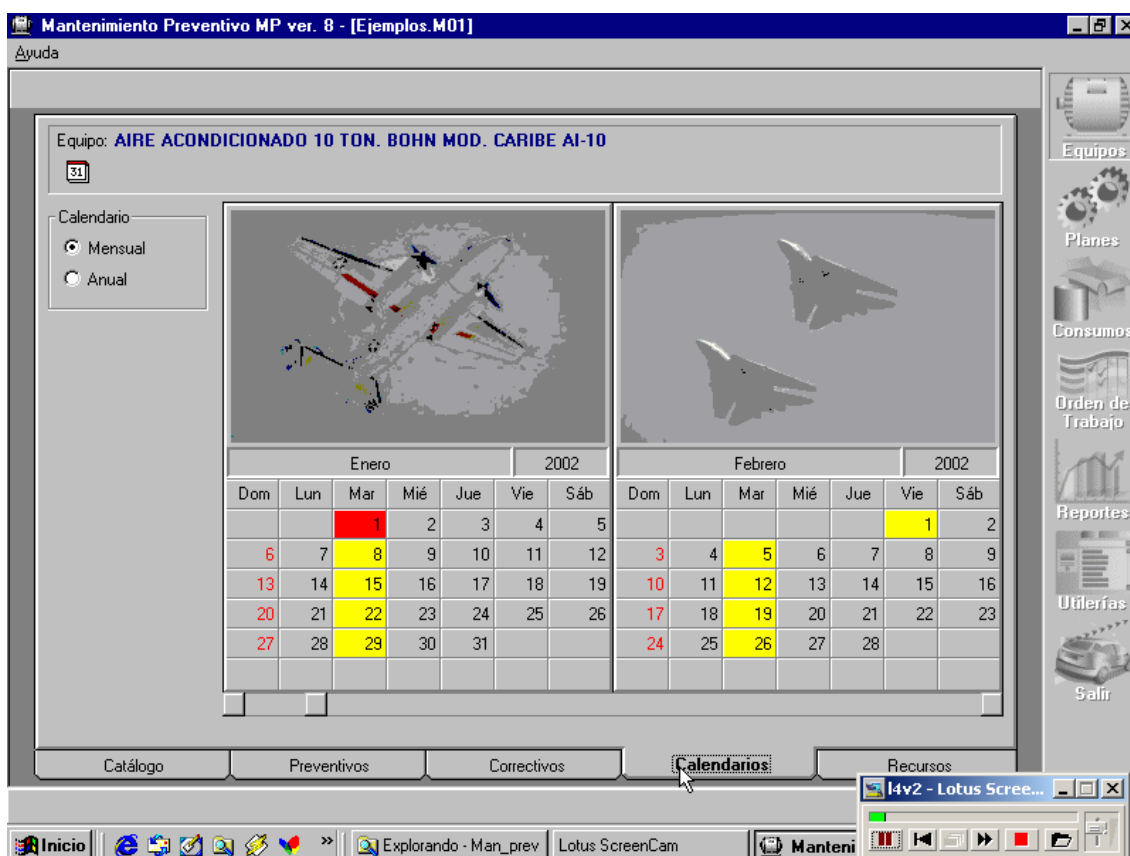 Mantenimiento Preventivo MP ver. 8 - [Ejemplos.M01]
Ayuda
Equipo: AIRE ACONDICIONADO 10 TON. BOHN MOD. CARIBE AI-10
31
Calendario
Mensual
Anual
Enero 2002
Dom Lun Mar Mié Jue Vie Sáb
1 2 3 4 5
6 7 8 9 10 11 12
13 14 15 16 17 18 19
20 21 22 23 24 25 26
27 28 29 30 31
Febrero 2002
Dom Lun Mar Mié Jue Vie Sáb
1 2
3 4 5 6 7 8 9
10 11 12 13 14 15 16
17 18 19 20 21 22 23
24 25 26 27 28
Equipos
Planes
Consumos
Orden de
Trabajo
Reportes
Utilerías
Salir
Catálogo Preventivos Correctivos Calendarios Recursos
l4v2 - Lotus Scree...
Inicio » Explorando - Man_prev Lotus ScreenCam Manteni